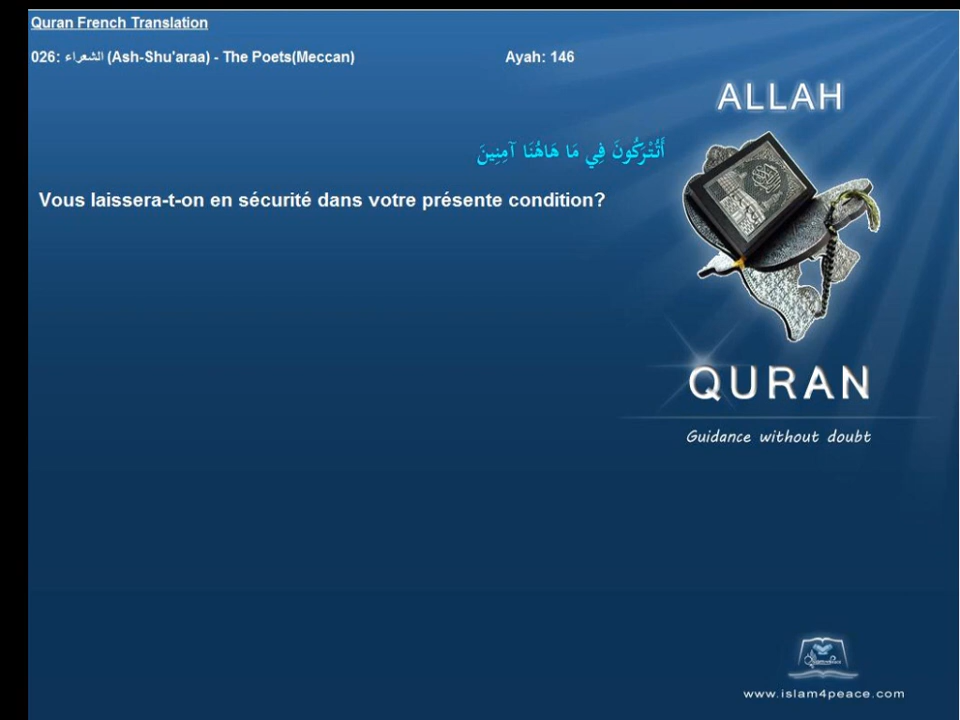 Quran French Translation
026: الشعراء (Ash-Shu'araa) - The Poets(Meccan) Ayah: 146
ALLAH
أَتُتْرَكُونَ فِي مَا هَاهُنَا آمِنِينَ
Vous laissera-t-on en sécurité dans votre présente condition?
QURAN
Guidance without doubt
www.islam4peace.com